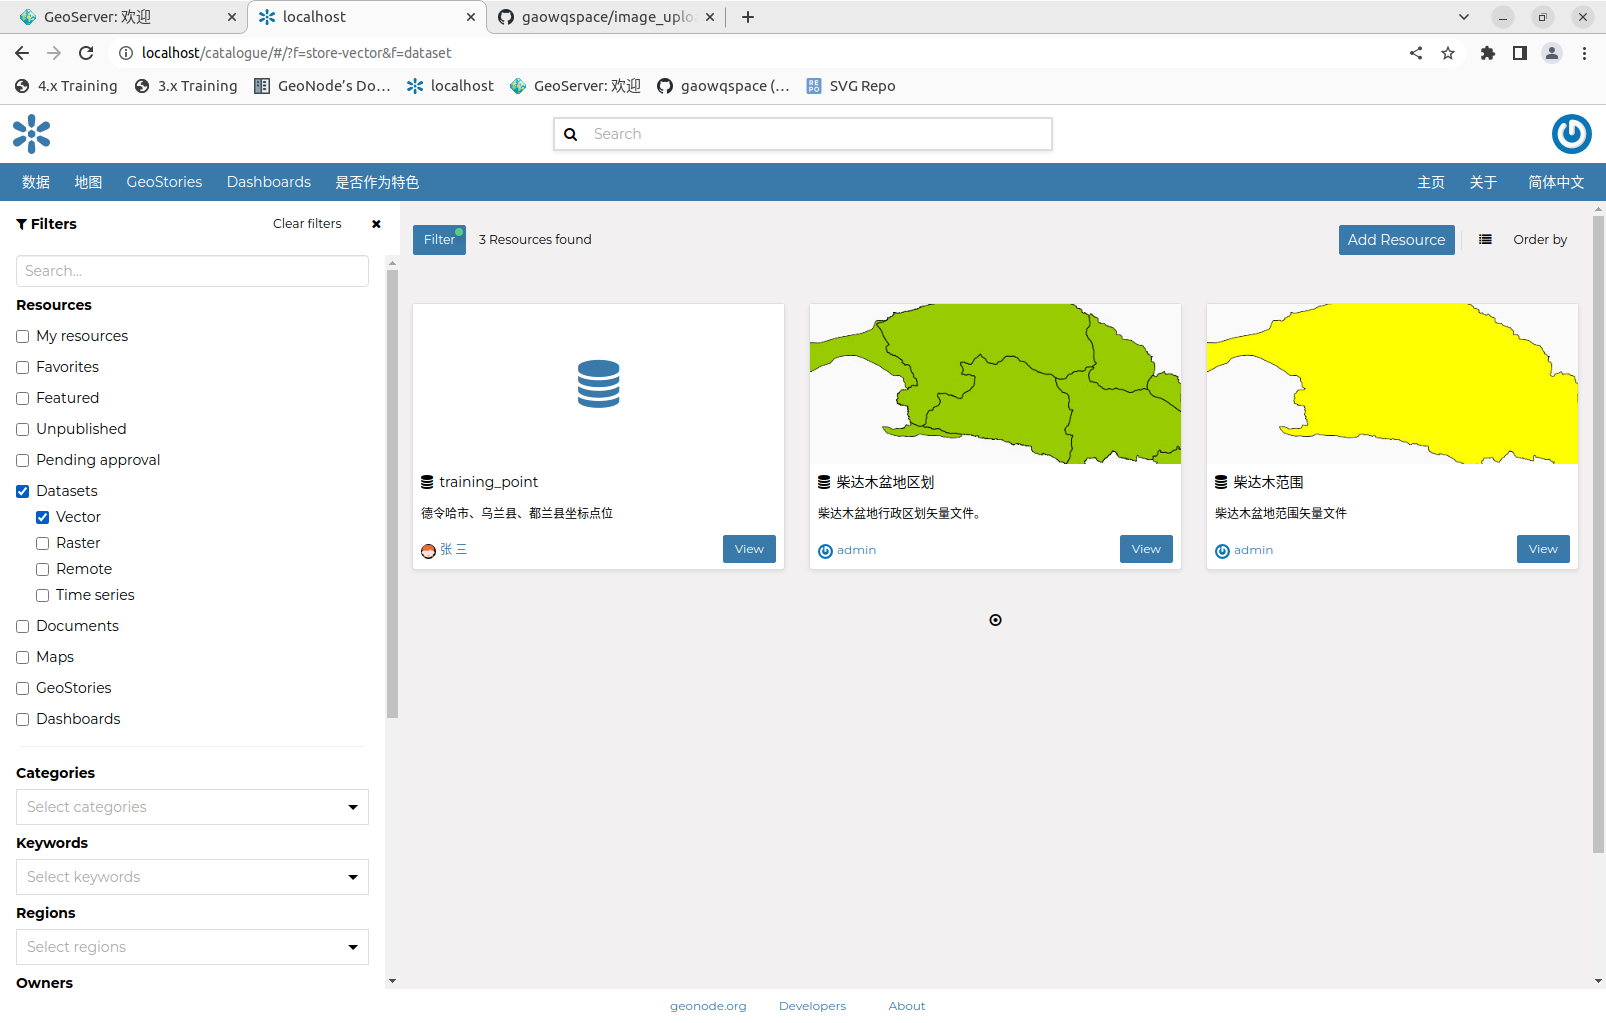 GeoServer: 欢迎
localhost
gaowqspace/image_uplo
localhost/catalogue/#/?f=store-vector&f=dataset
4.x Training
3.x Training
GeoNode's Do...
localhost
GeoServer: 欢迎
gaowqspace (...
SVG Repo
Search
数据 地图 GeoStories Dashboards 是否作为特色 主页 关于 简体中文
Filters
Clear filters
Search...
Resources
My resources
Favorites
Featured
Unpublished
Pending approval
Datasets
Vector
Raster
Remote
Time series
Documents
Maps
GeoStories
Dashboards
Categories
Select categories
Keywords
Select keywords
Regions
Select regions
Owners
Filter
3 Resources found
Add Resource
Order by
training_point
德令哈市、乌兰县、都兰县坐标点位
张 三
View
柴达木盆地区划
柴达木盆地行政区划矢量文件。
admin
View
柴达木范围
柴达木盆地范围矢量文件
admin
View
geonode.org Developers About